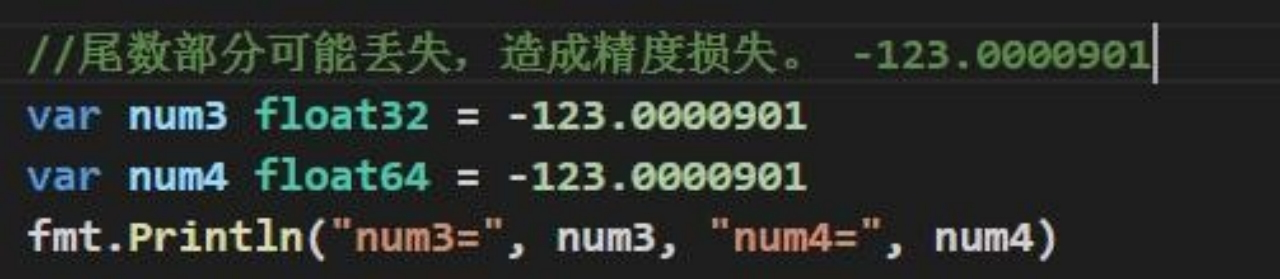 //尾数部分可能丢失，造成精度损失。 -123.0000901
var num3 float32 = -123.0000901
var num4 float64 = -123.0000901
fmt.Println("num3=", num3, "num4=", num4)